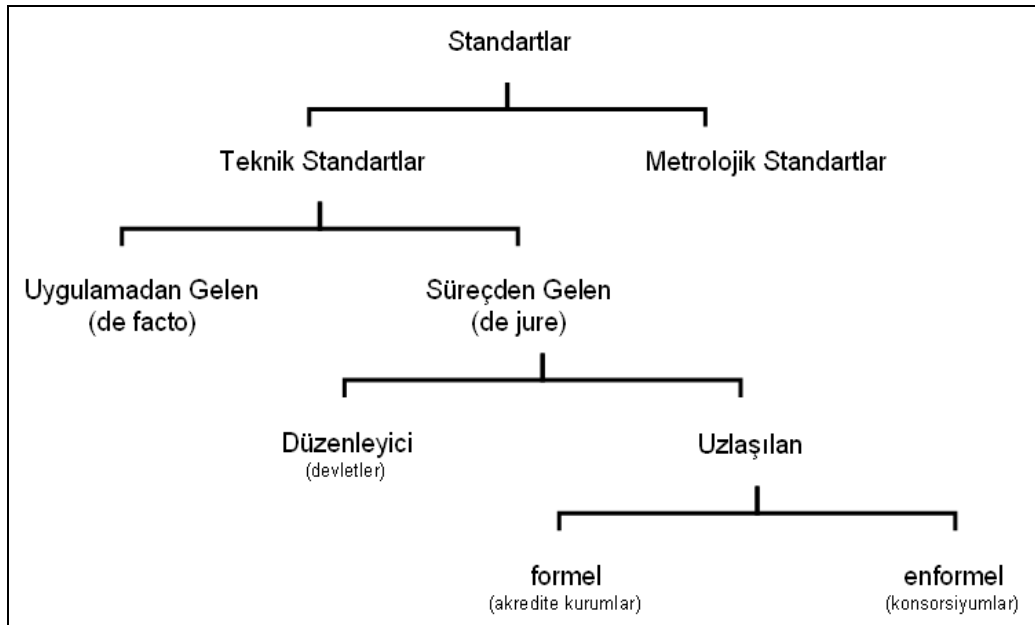 Standartlar
Teknik Standartlar
Metrolojik Standartlar
Uygulamadan Gelen
(de facto)
Süreçden Gelen
(de jure)
Düzenleyici
(devletler)
Uzlaşılan
formel
(akredite kurumlar)
enformel
(konsorsiyumlar)